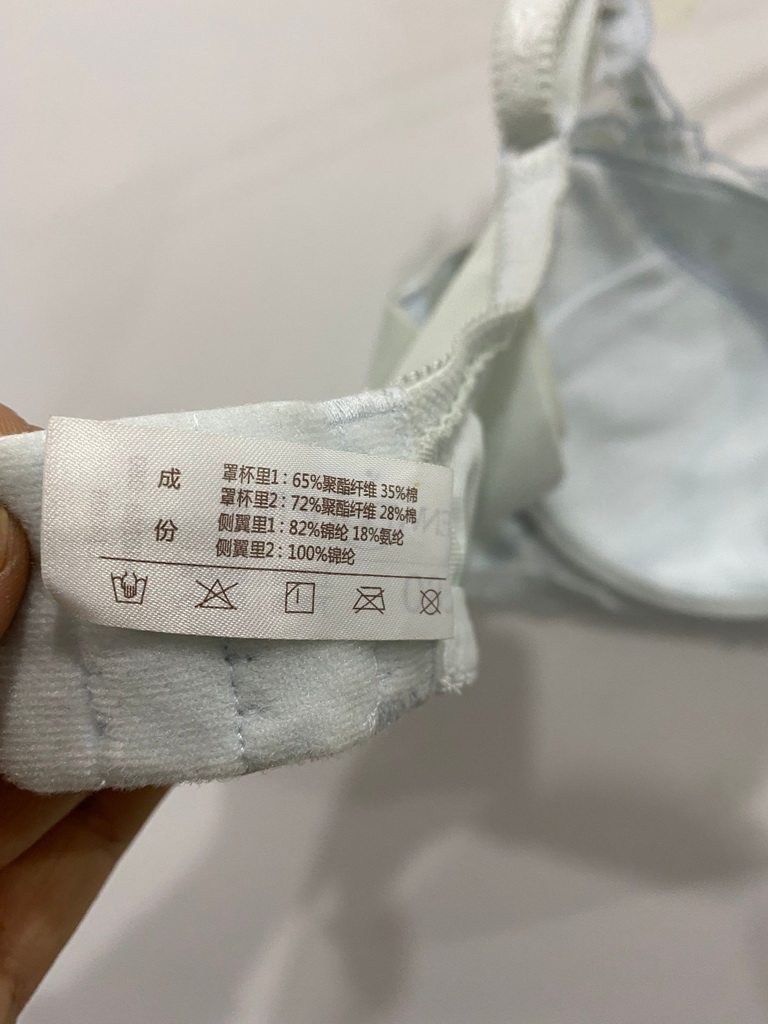 成份
罩杯里1：65%聚酯纤维 35%棉
罩杯里2：72%聚酯纤维 28%棉
侧翼里1：82%锦纶 18%氨纶
侧翼里2：100%锦纶